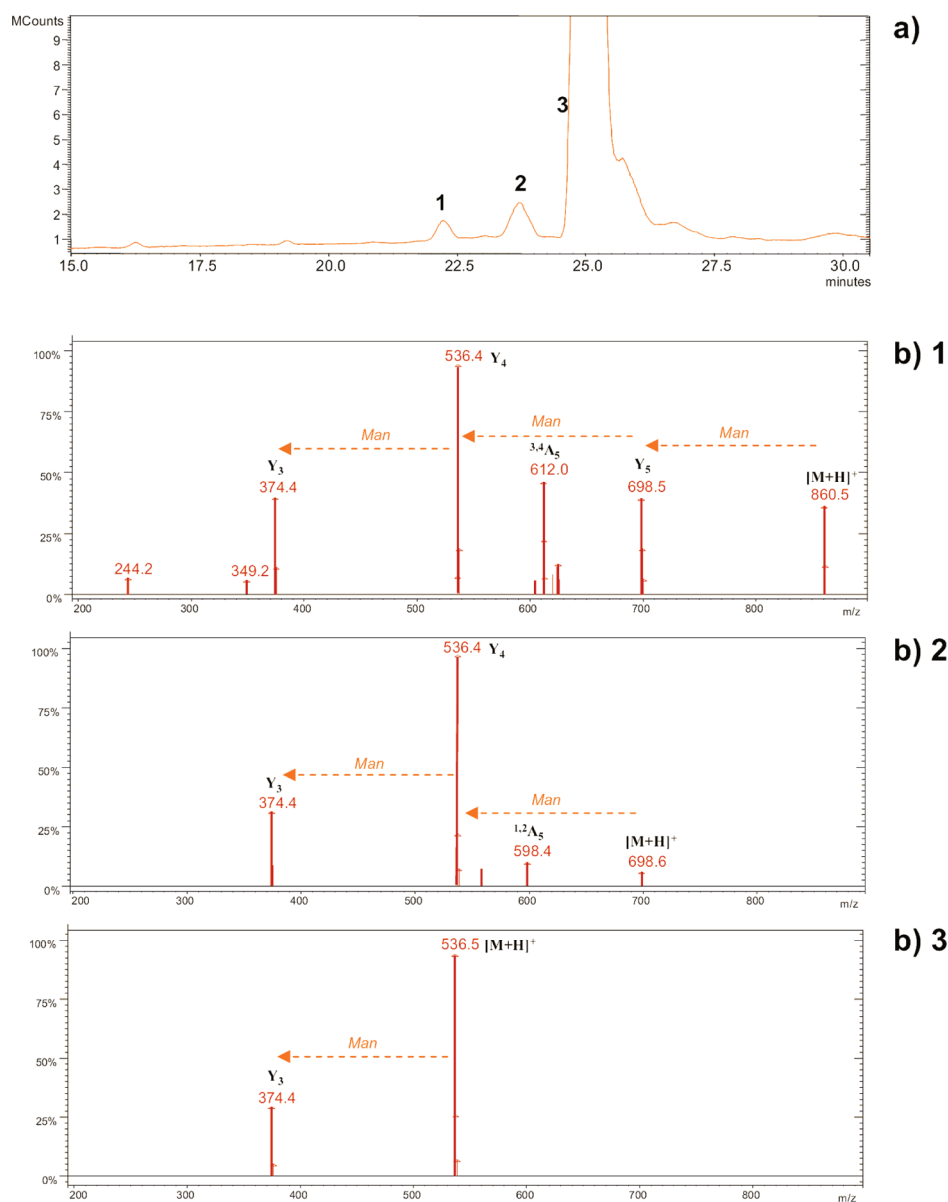 MCounts
a)
9
8
7
6
5
4
3
2
1
1
2
3
15.0 17.5 20.0 22.5 25.0 27.5 30.0
minutes
b) 1
100%
75%
50%
25%
0%
536.4 Y4
Man
Man
Man
3,4A5
612.0
Y5
698.5
[M+H]+
860.5
Y3
374.4
244.2
349.2
200 300 400 500 600 700 800
m/z
b) 2
100%
75%
50%
25%
0%
536.4 Y4
Man
Man
Y3
374.4
1,2A5
598.4
[M+H]+
698.6
200 300 400 500 600 700 800
m/z
b) 3
100%
75%
50%
25%
0%
536.5 [M+H]+
Man
Y3
374.4
200 300 400 500 600 700 800
m/z